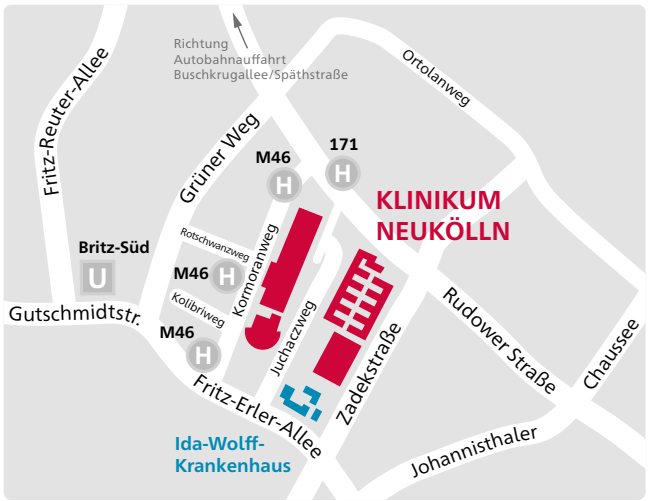 Richtung
Autobahnauffahrt
Buschkrugallee/Späthstraße
Ortolanweg
Fritz-Reuter-Allee
Grüner Weg
171
H
M46
H
KLINIKUM
NEUKÖLLN
Rotschwanzweg
Kormoranweg
Britz-Süd
U
M46
H
Kolibriweg
Gutschmidtstr.
M46
H
Juchaczweg
Rudower Straße
Chaussee
Zadekstraße
Fritz-Erler-Allee
Johannisthaler
Ida-Wolff-
Krankenhaus